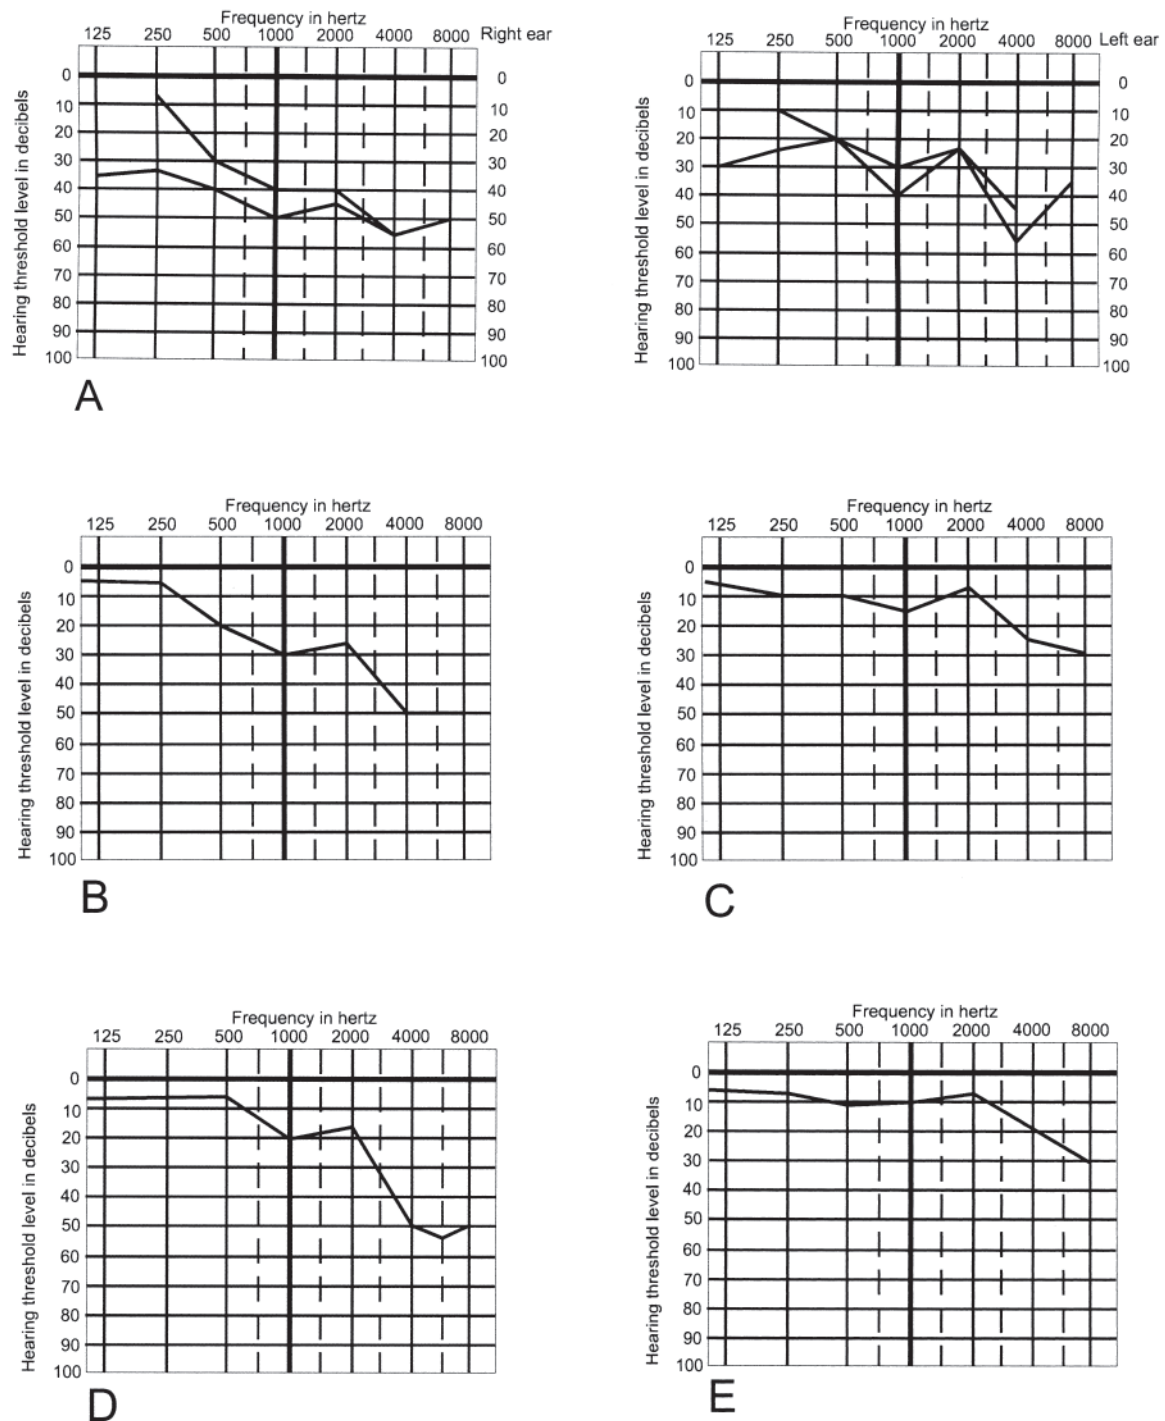 Frequency in hertz
125 250 500 1000 2000 4000 8000 Right ear
Hearing threshold level in decibels
0 0
10 10
20 20
30 30
40 40
50 50
60 60
70 70
80 80
90 90
100 100
A
Frequency in hertz
125 250 500 1000 2000 4000 8000 Left ear
Hearing threshold level in decibels
0 0
10 10
20 20
30 30
40 40
50 50
60 60
70 70
80 80
90 90
100 100
Frequency in hertz
125 250 500 1000 2000 4000 8000
Hearing threshold level in decibels
0
10
20
30
40
50
60
70
80
90
100
B
Frequency in hertz
125 250 500 1000 2000 4000 8000
Hearing threshold level in decibels
0
10
20
30
40
50
60
70
80
90
100
C
Frequency in hertz
125 250 500 1000 2000 4000 8000
Hearing threshold level in decibels
0
10
20
30
40
50
60
70
80
90
100
D
Frequency in hertz
125 250 500 1000 2000 4000 8000
Hearing threshold level in decibels
0
10
20
30
40
50
60
70
80
90
100
E